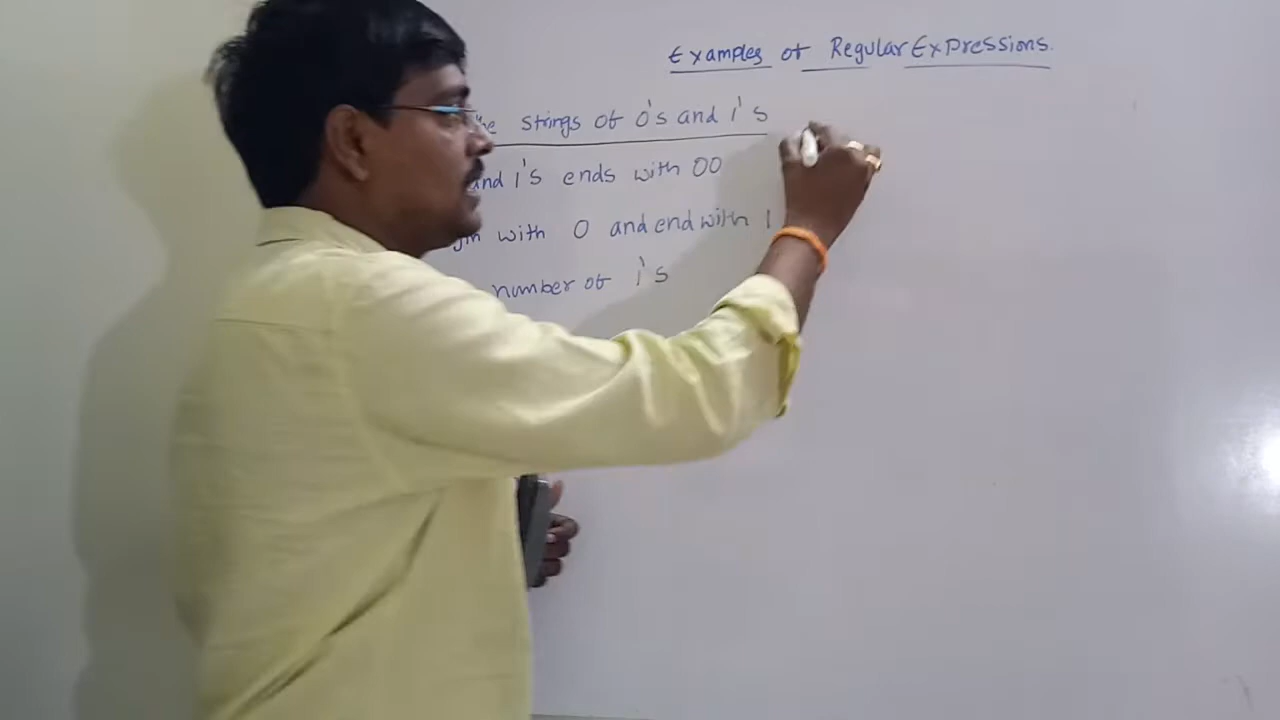 Examples of Regular Expressions.
strings of 0's and 1's
and 1's ends with 00
with 0 and end with 1
number of 1's